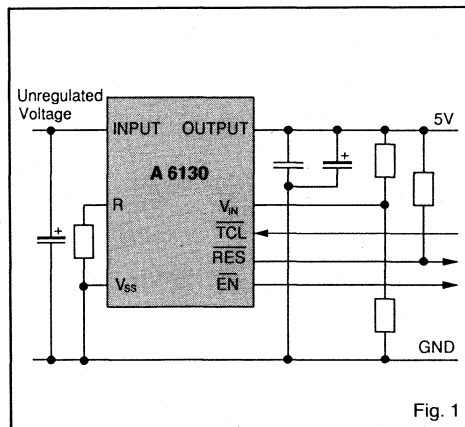 Unregulated
Voltage
5V
INPUT OUTPUT
A 6130
R
VIN
TCL
RES
VSS
EN
GND
Fig. 1